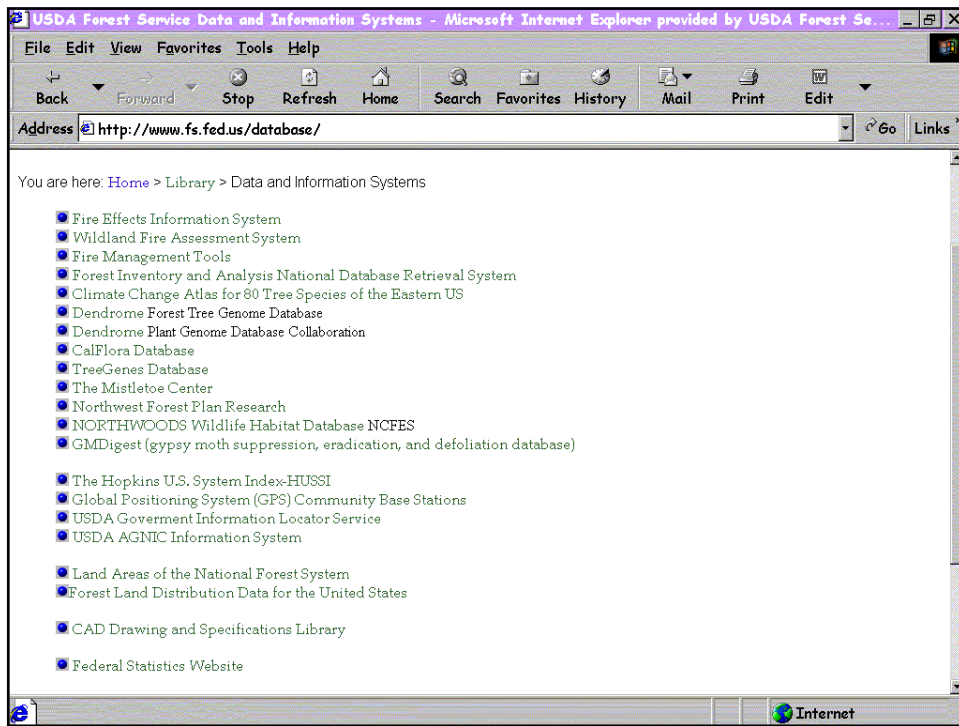 USDA Forest Service Data and Information Systems - Microsoft Internet Explorer provided by USDA Forest Se...
File Edit View Favorites Tools Help
Back Forward Stop Refresh Home Search Favorites History Mail Print Edit
Address http://www.fs.fed.us/database/ Go Links
You are here: Home > Library > Data and Information Systems
Fire Effects Information System
Wildland Fire Assessment System
Fire Management Tools
Forest Inventory and Analysis National Database Retrieval System
Climate Change Atlas for 80 Tree Species of the Eastern US
Dendrome Forest Tree Genome Database
Dendrome Plant Genome Database Collaboration
CalFlora Database
TreeGenes Database
The Mistletoe Center
Northwest Forest Plan Research
NORTHWOODS Wildlife Habitat Database NCFES
GMDigest (gypsy moth suppression, eradication, and defoliation database)
The Hopkins U.S. System Index-HUSSI
Global Positioning System (GPS) Community Base Stations
USDA Goverment Information Locator Service
USDA AGNIC Information System
Land Areas of the National Forest System
Forest Land Distribution Data for the United States
CAD Drawing and Specifications Library
Federal Statistics Website
Internet